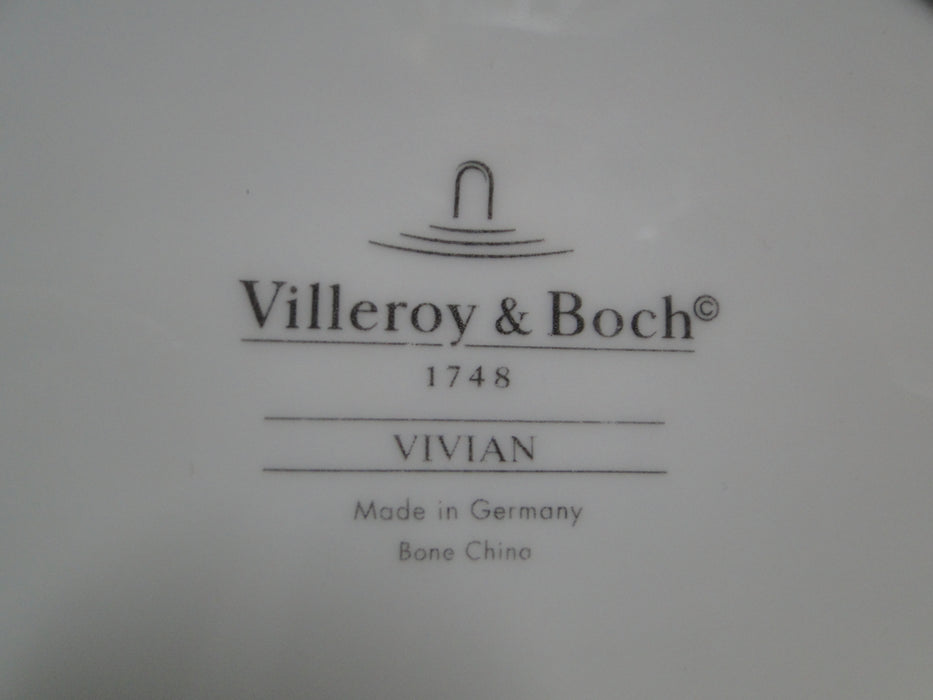 Villeroy & Boch©
1748
VIVIAN
Made in Germany
Bone China